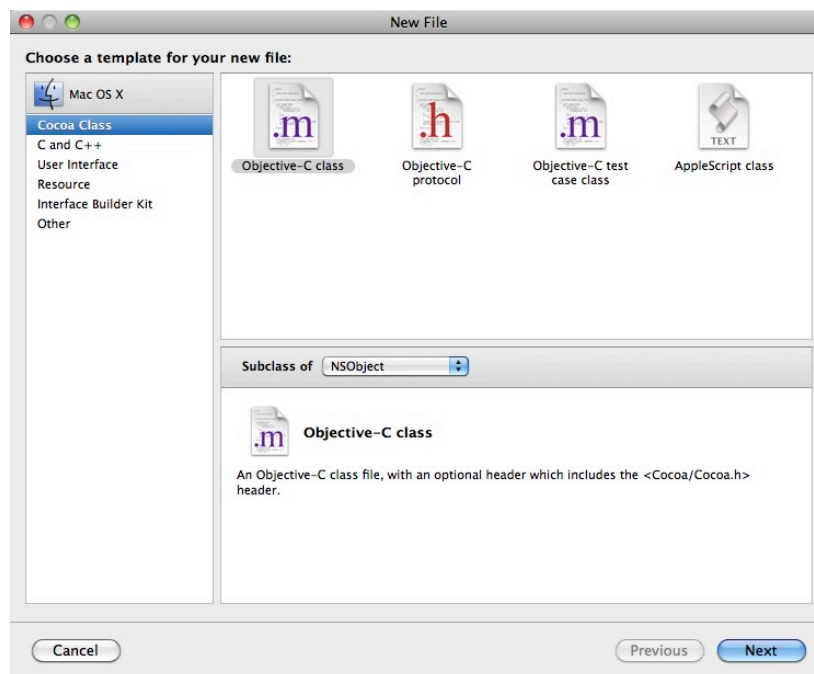 New File
Choose a template for your new file:
Mac OS X
Cocoa Class
C and C++
User Interface
Resource
Interface Builder Kit
Other
.m
.h
.m
TEXT
Objective-C class
Objective-C
protocol
Objective-C test
case class
AppleScript class
Subclass of NSObject
.m
Objective-C class
An Objective-C class file, with an optional header which includes the <Cocoa/Cocoa.h>
header.
Cancel
Previous
Next